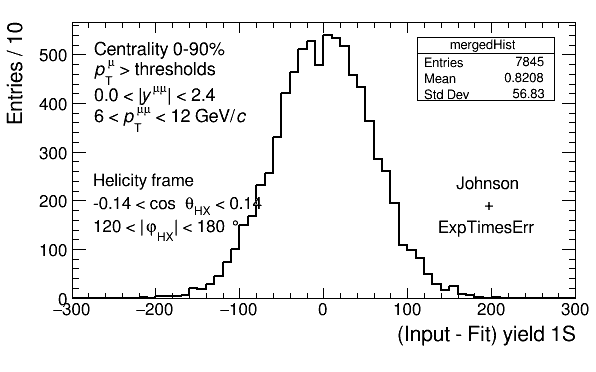 Entries / 10
500
400
300
200
100
0
−300
−200
−100
0
100
200
300
(Input - Fit) yield 1S
Centrality 0-90%
p_T^μ > thresholds
0.0 < |y^μμ| < 2.4
6 < p_T^μμ < 12 GeV/c
Helicity frame
-0.14 < cos θ_HX < 0.14
120 < |φ_HX| < 180 °
mergedHist
Entries 7845
Mean 0.8208
Std Dev 56.83
Johnson
+
ExpTimesErr